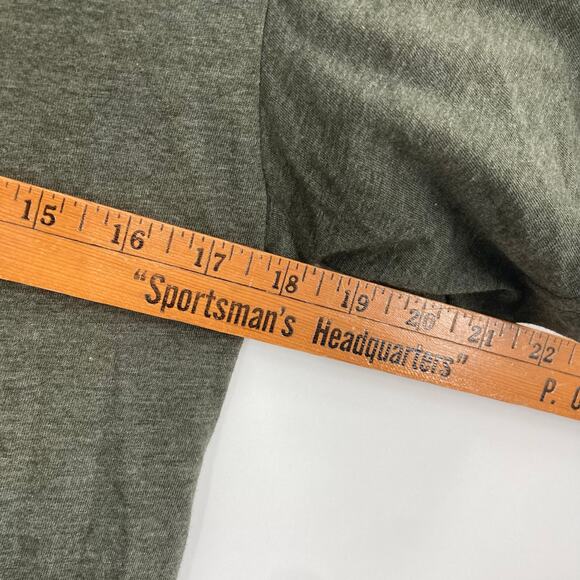 15 16 17 18 19 20 21 22
"Sportsman's Headquarters" P.